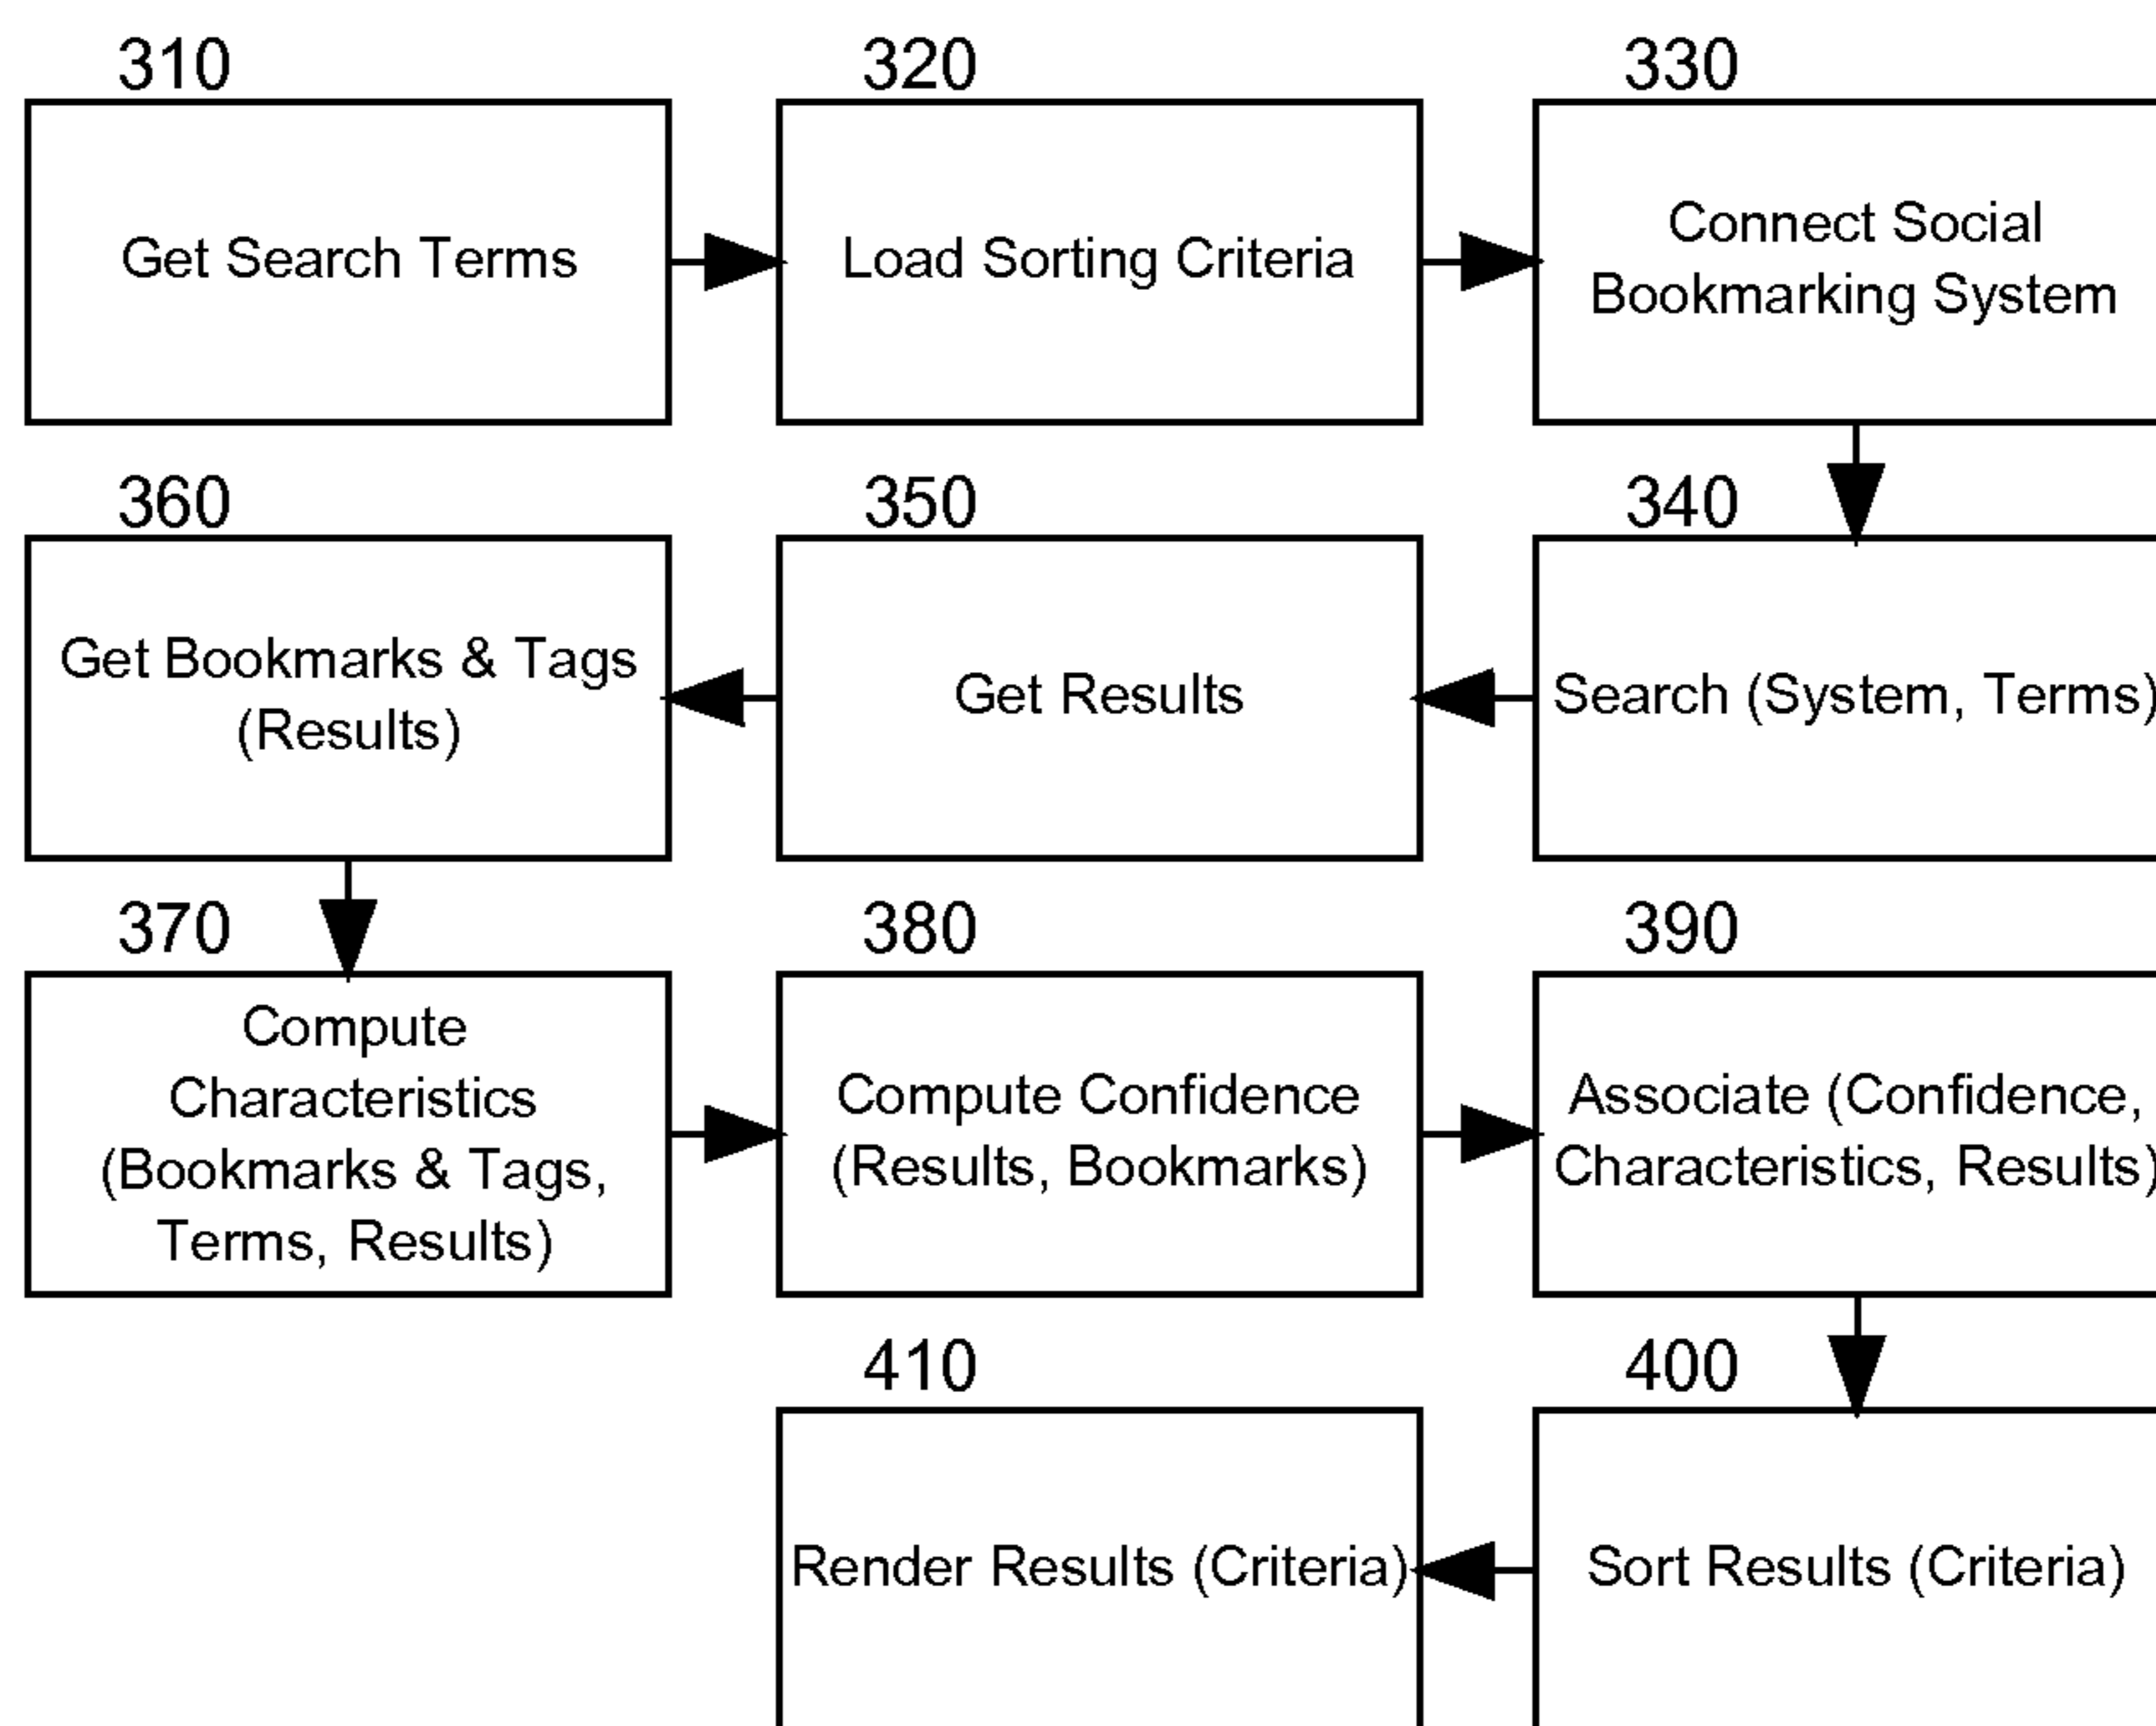 310
Get Search Terms
320
Load Sorting Criteria
330
Connect Social
Bookmarking System
340
Search (System, Terms)
350
Get Results
360
Get Bookmarks & Tags
(Results)
370
Compute
Characteristics
(Bookmarks & Tags,
Terms, Results)
380
Compute Confidence
(Results, Bookmarks)
390
Associate (Confidence,
Characteristics, Results)
400
Sort Results (Criteria)
410
Render Results (Criteria)